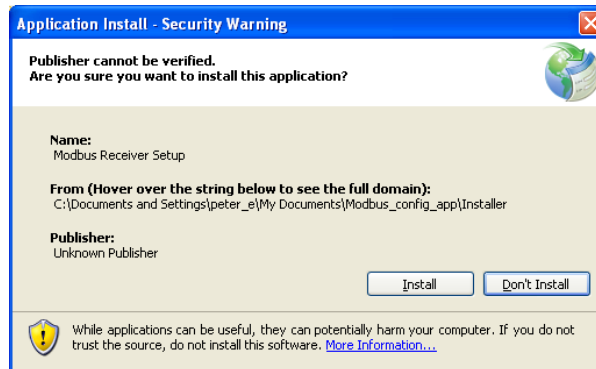 Application Install - Security Warning
Publisher cannot be verified.
Are you sure you want to install this application?
Name:
Modbus Receiver Setup
From (Hover over the string below to see the full domain):
C:\Documents and Settings\peter_e\My Documents\Modbus_config_app\Installer
Publisher:
Unknown Publisher
Install
Don't Install
While applications can be useful, they can potentially harm your computer. If you do not
trust the source, do not install this software. More Information...